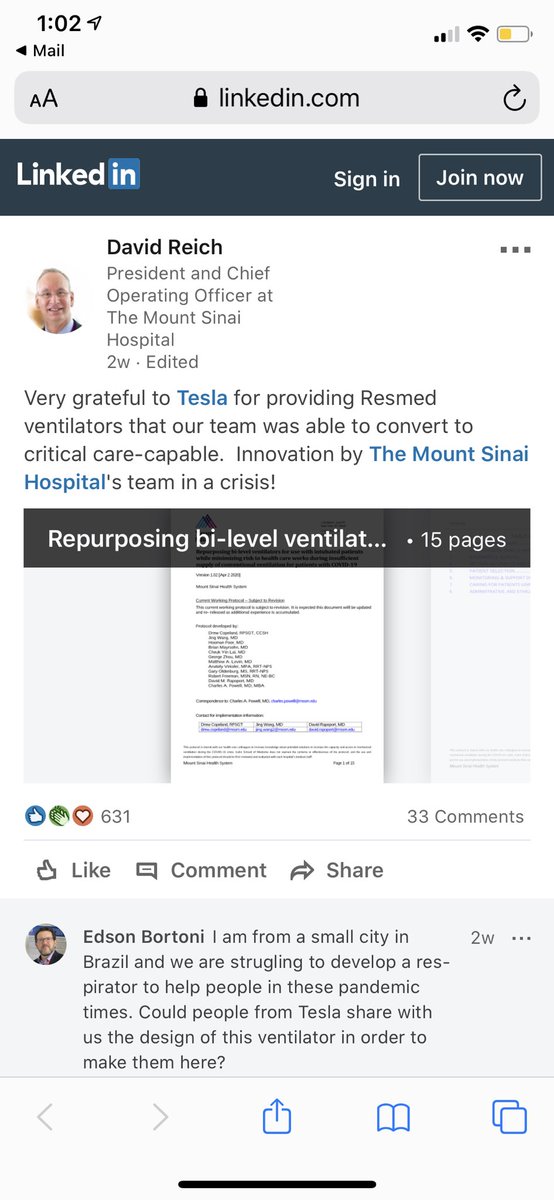 1:02
Mail
AA linkedin.com
LinkedIn Sign in Join now
David Reich
President and Chief
Operating Officer at
The Mount Sinai
Hospital
2w · Edited
Very grateful to Tesla for providing Resmed
ventilators that our team was able to convert to
critical care-capable. Innovation by The Mount Sinai
Hospital's team in a crisis!
Repurposing bi-level ventilat... • 15 pages
Repurposing bi-level ventilators for use with intubated patients
while minimizing risk to health care works during insufficient
supply of conventional ventilation for patients with COVID-19
Version 1.02 [Apr 2 2020]
Mount Sinai Health System
Current Working Protocol – Subject to Revision
This current working protocol is subject to revision. It is expected this document will be updated
and re- released as additional experience is accumulated.
Protocol developed by:
Drew Copeland, RPSGT, CCSH
Jing Wang, MD
Hooman Poor, MD
Brian Mayrsohn, MD
Cheuk Yin Lai, MD
George Zhou, MD
Matthew A. Levin, MD
Anatoly Vinsler, MPA, RRT-NPS
Gary Oldenburg, MS, RRT-NPS
Robert Freeman, MSN, RN, NE-BC
David M. Rapoport, MD
Charles A. Powell, MD, MBA
Correspondence to: Charles A. Powell, MD, charles.powell@mssm.edu
Contact for implementation information:
Drew Copeland, RPSGT Jing Wang, MD David Rapoport, MD
drew.copeland@mssm.edu jing.wang2@mssm.edu david.rapoport@mssm.edu
Mount Sinai Health System Page 1 of 15
631 33 Comments
Like Comment Share
Edson Bortoni I am from a small city in 2w
Brazil and we are strugling to develop a res-
pirator to help people in these pandemic
times. Could people from Tesla share with
us the design of this ventilator in order to
make them here?